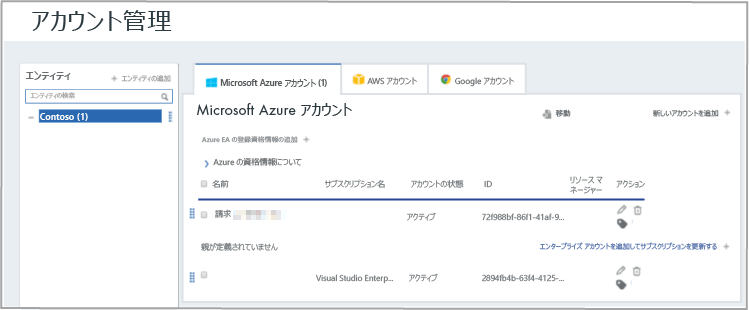 アカウント管理
エンティティ
+ エンティティの追加
エンティティの検索
− Contoso (1)
Microsoft Azure アカウント (1)
AWS アカウント
Google アカウント
Microsoft Azure アカウント
移動
新しいアカウントを追加 +
Azure EA の登録資格情報の追加 +
Azure の資格情報について
名前 サブスクリプション名 アカウントの状態 ID リソース マネージャー アクション
請求 アクティブ 72f988bf-86f1-41af-9...
親が定義されていません
エンタープライズ アカウントを追加してサブスクリプションを更新する +
Visual Studio Enterp... アクティブ 2894fb4b-63f4-4125-...